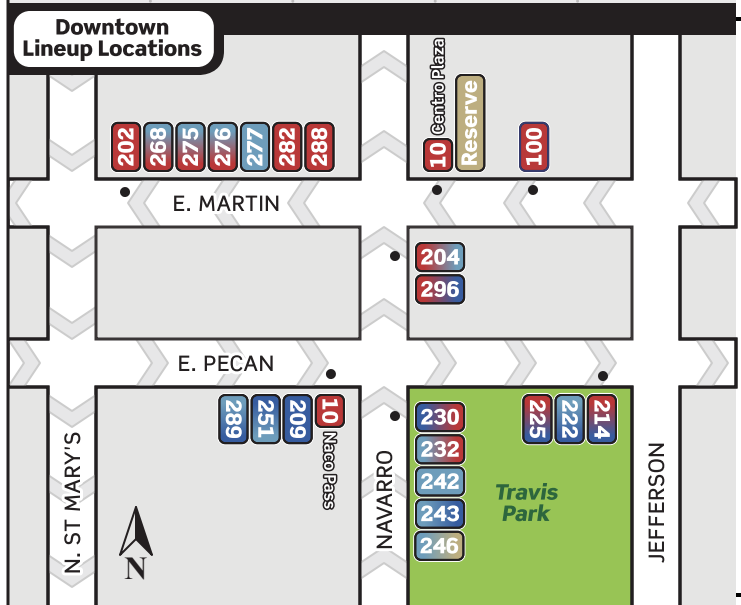 Downtown
Lineup Locations
202
268
275
276
277
282
288
10
Centro Plaza
Reserve
100
E. MARTIN
204
296
E. PECAN
289
251
209
10
Naco Pass
230
232
242
243
246
225
222
214
Travis
Park
N. ST MARY'S
NAVARRO
JEFFERSON
N